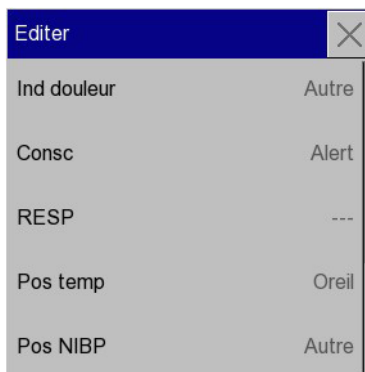 Editer
Ind douleur Autre
Consc Alert
RESP ---
Pos temp Oreil
Pos NIBP Autre